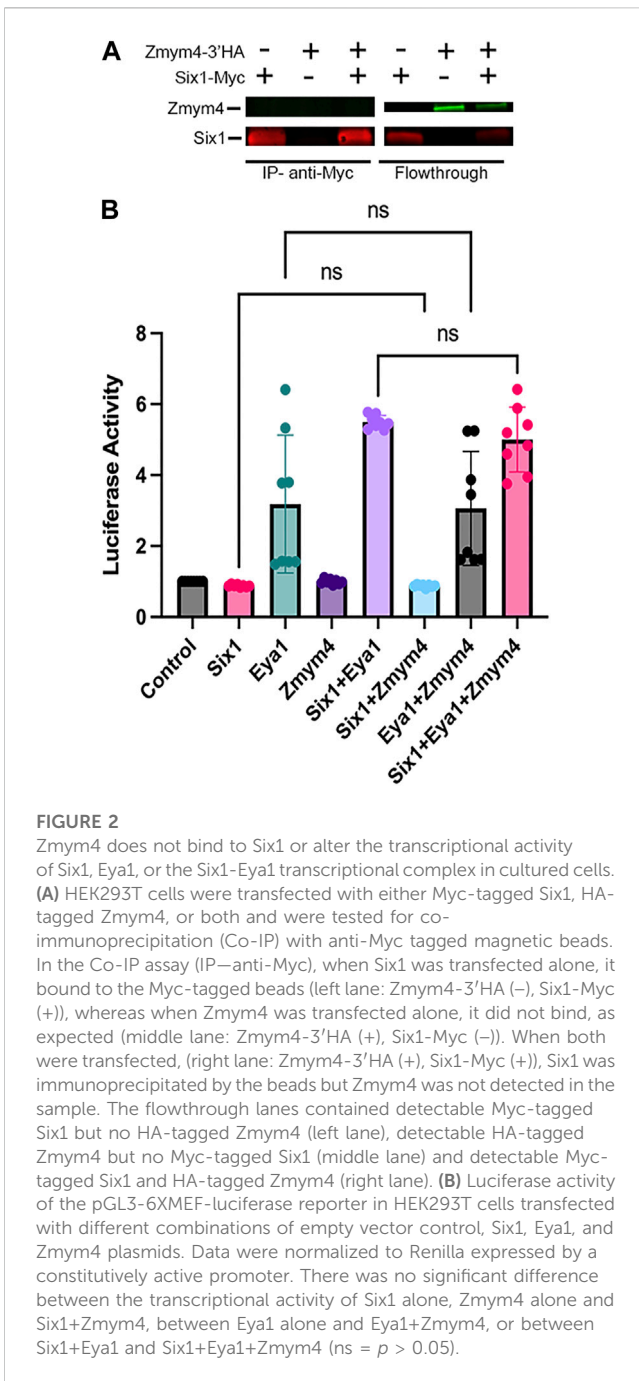 A
Zmym4-3'HA − + + − + +
Six1-Myc + − + + − +
Zmym4
Six1
IP- anti-Myc Flowthrough
B
ns
ns
ns
Luciferase Activity
8
6
4
2
0
Control
Six1
Eya1
Zmym4
Six1+Eya1
Six1+Zmym4
Eya1+Zmym4
Six1+Eya1+Zmym4
FIGURE 2
Zmym4 does not bind to Six1 or alter the transcriptional activity
of Six1, Eya1, or the Six1-Eya1 transcriptional complex in cultured cells.
(A) HEK293T cells were transfected with either Myc-tagged Six1, HA-
tagged Zmym4, or both and were tested for co-
immunoprecipitation (Co-IP) with anti-Myc tagged magnetic beads.
In the Co-IP assay (IP—anti-Myc), when Six1 was transfected alone, it
bound to the Myc-tagged beads (left lane: Zmym4-3′HA (–), Six1-Myc
(+)), whereas when Zmym4 was transfected alone, it did not bind, as
expected (middle lane: Zmym4-3′HA (+), Six1-Myc (–)). When both
were transfected, (right lane: Zmym4-3′HA (+), Six1-Myc (+)), Six1 was
immunoprecipitated by the beads but Zmym4 was not detected in the
sample. The flowthrough lanes contained detectable Myc-tagged
Six1 but no HA-tagged Zmym4 (left lane), detectable HA-tagged
Zmym4 but no Myc-tagged Six1 (middle lane) and detectable Myc-
tagged Six1 and HA-tagged Zmym4 (right lane). (B) Luciferase activity
of the pGL3-6XMEF-luciferase reporter in HEK293T cells transfected
with different combinations of empty vector control, Six1, Eya1, and
Zmym4 plasmids. Data were normalized to Renilla expressed by a
constitutively active promoter. There was no significant difference
between the transcriptional activity of Six1 alone, Zmym4 alone and
Six1+Zmym4, between Eya1 alone and Eya1+Zmym4, or between
Six1+Eya1 and Six1+Eya1+Zmym4 (ns = p > 0.05).